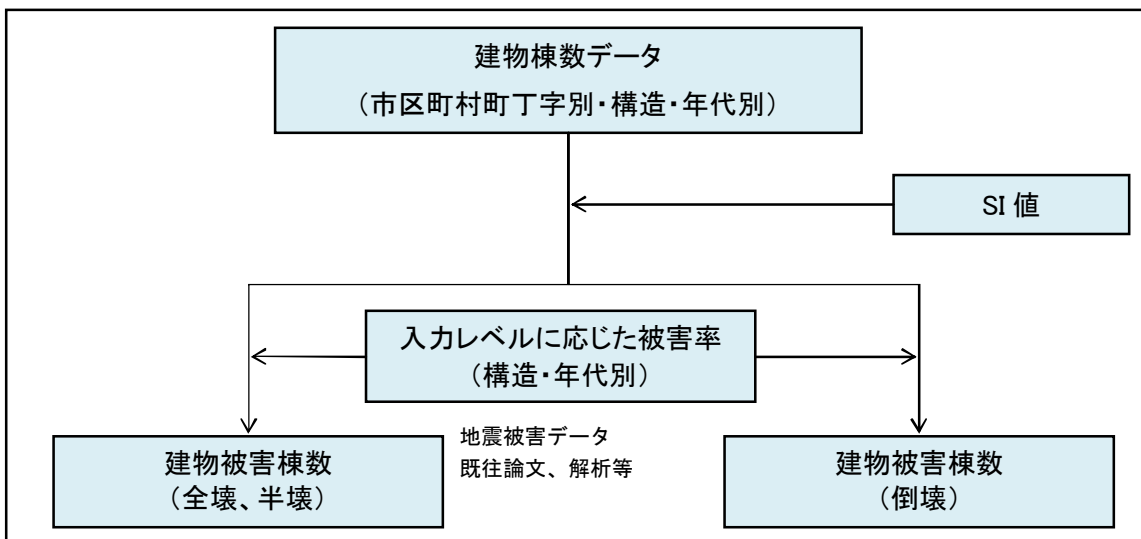 建物棟数データ
（市区町村町丁字別・構造・年代別）
SI 値
入力レベルに応じた被害率
（構造・年代別）
地震被害データ
既往論文、解析等
建物被害棟数
（全壊、半壊）
建物被害棟数
（倒壊）